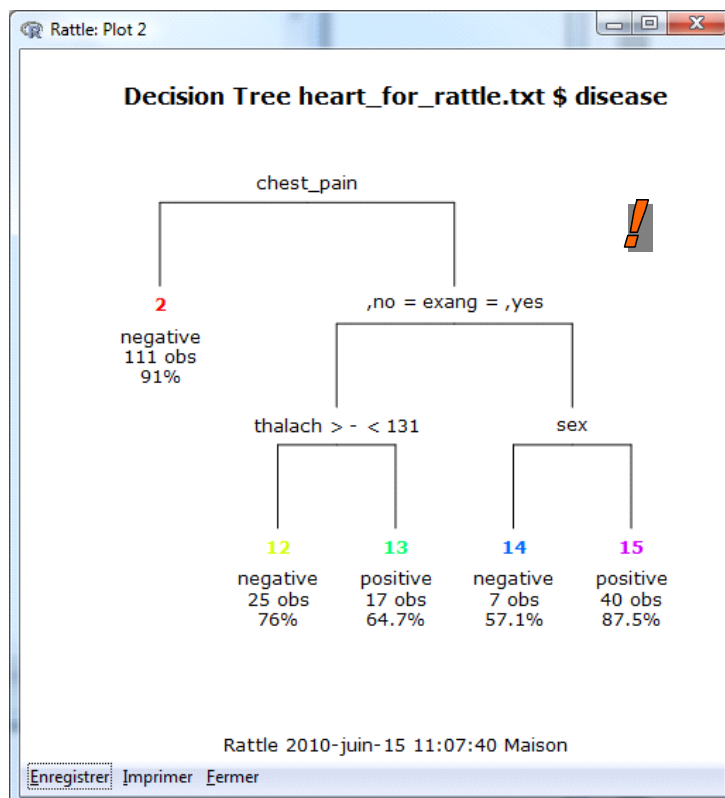 Rattle: Plot 2
Decision Tree heart_for_rattle.txt $ disease
chest_pain
!
2
negative
111 obs
91%
,no = exang = ,yes
thalach > - < 131
sex
12
negative
25 obs
76%
13
positive
17 obs
64.7%
14
negative
7 obs
57.1%
15
positive
40 obs
87.5%
Rattle 2010-juin-15 11:07:40 Maison
Enregistrer Imprimer Fermer